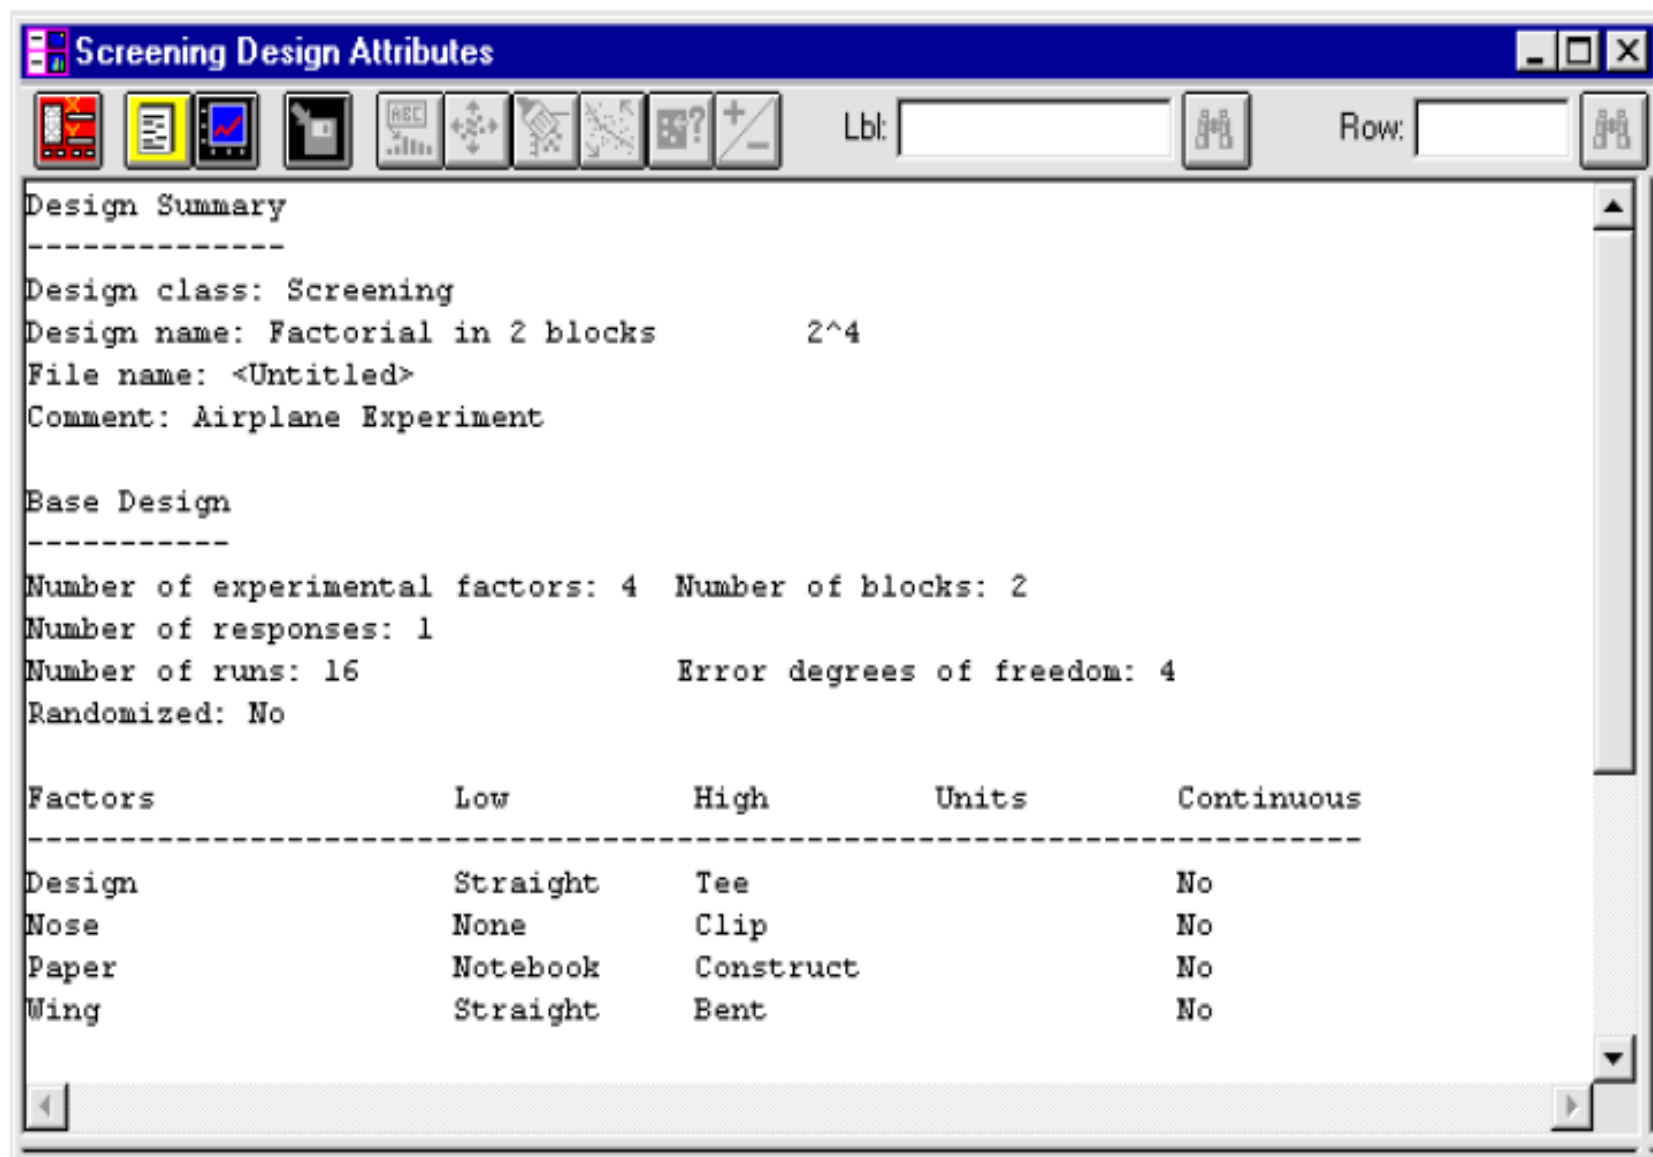 Screening Design Attributes
ABC
Lbl: Row:
Design Summary
--------------
Design class: Screening
Design name: Factorial in 2 blocks 2^4
File name: <Untitled>
Comment: Airplane Experiment
Base Design
-----------
Number of experimental factors: 4 Number of blocks: 2
Number of responses: 1
Number of runs: 16 Error degrees of freedom: 4
Randomized: No
Factors Low High Units Continuous
------------------------------------------------------------------------
Design Straight Tee No
Nose None Clip No
Paper Notebook Construct No
Wing Straight Bent No